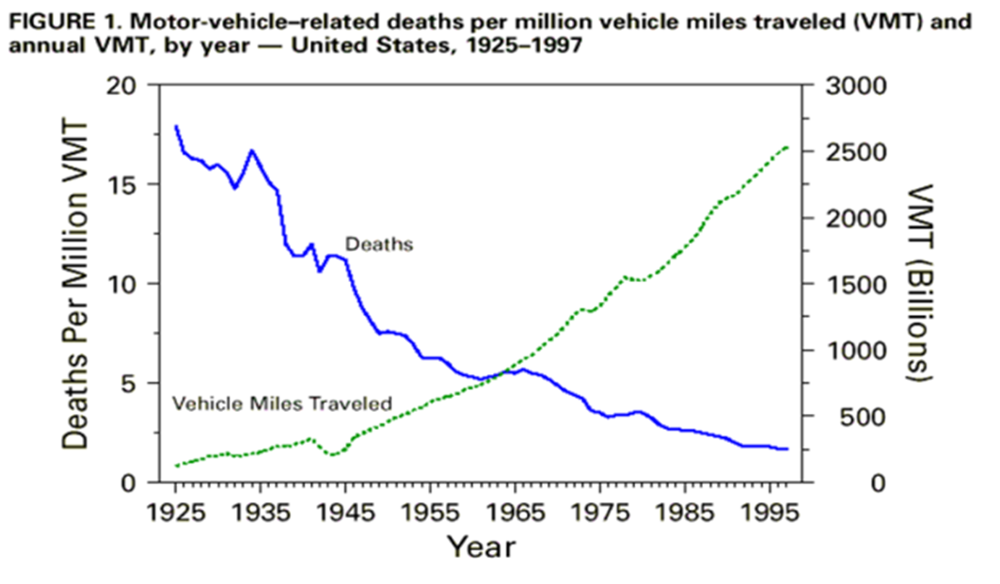 FIGURE 1. Motor-vehicle–related deaths per million vehicle miles traveled (VMT) and
annual VMT, by year — United States, 1925–1997
20
3000
2500
15
2000
Deaths
10
1500
1000
5
Vehicle Miles Traveled
500
0
0
Deaths Per Million VMT
VMT (Billions)
1925 1935 1945 1955 1965 1975 1985 1995
Year